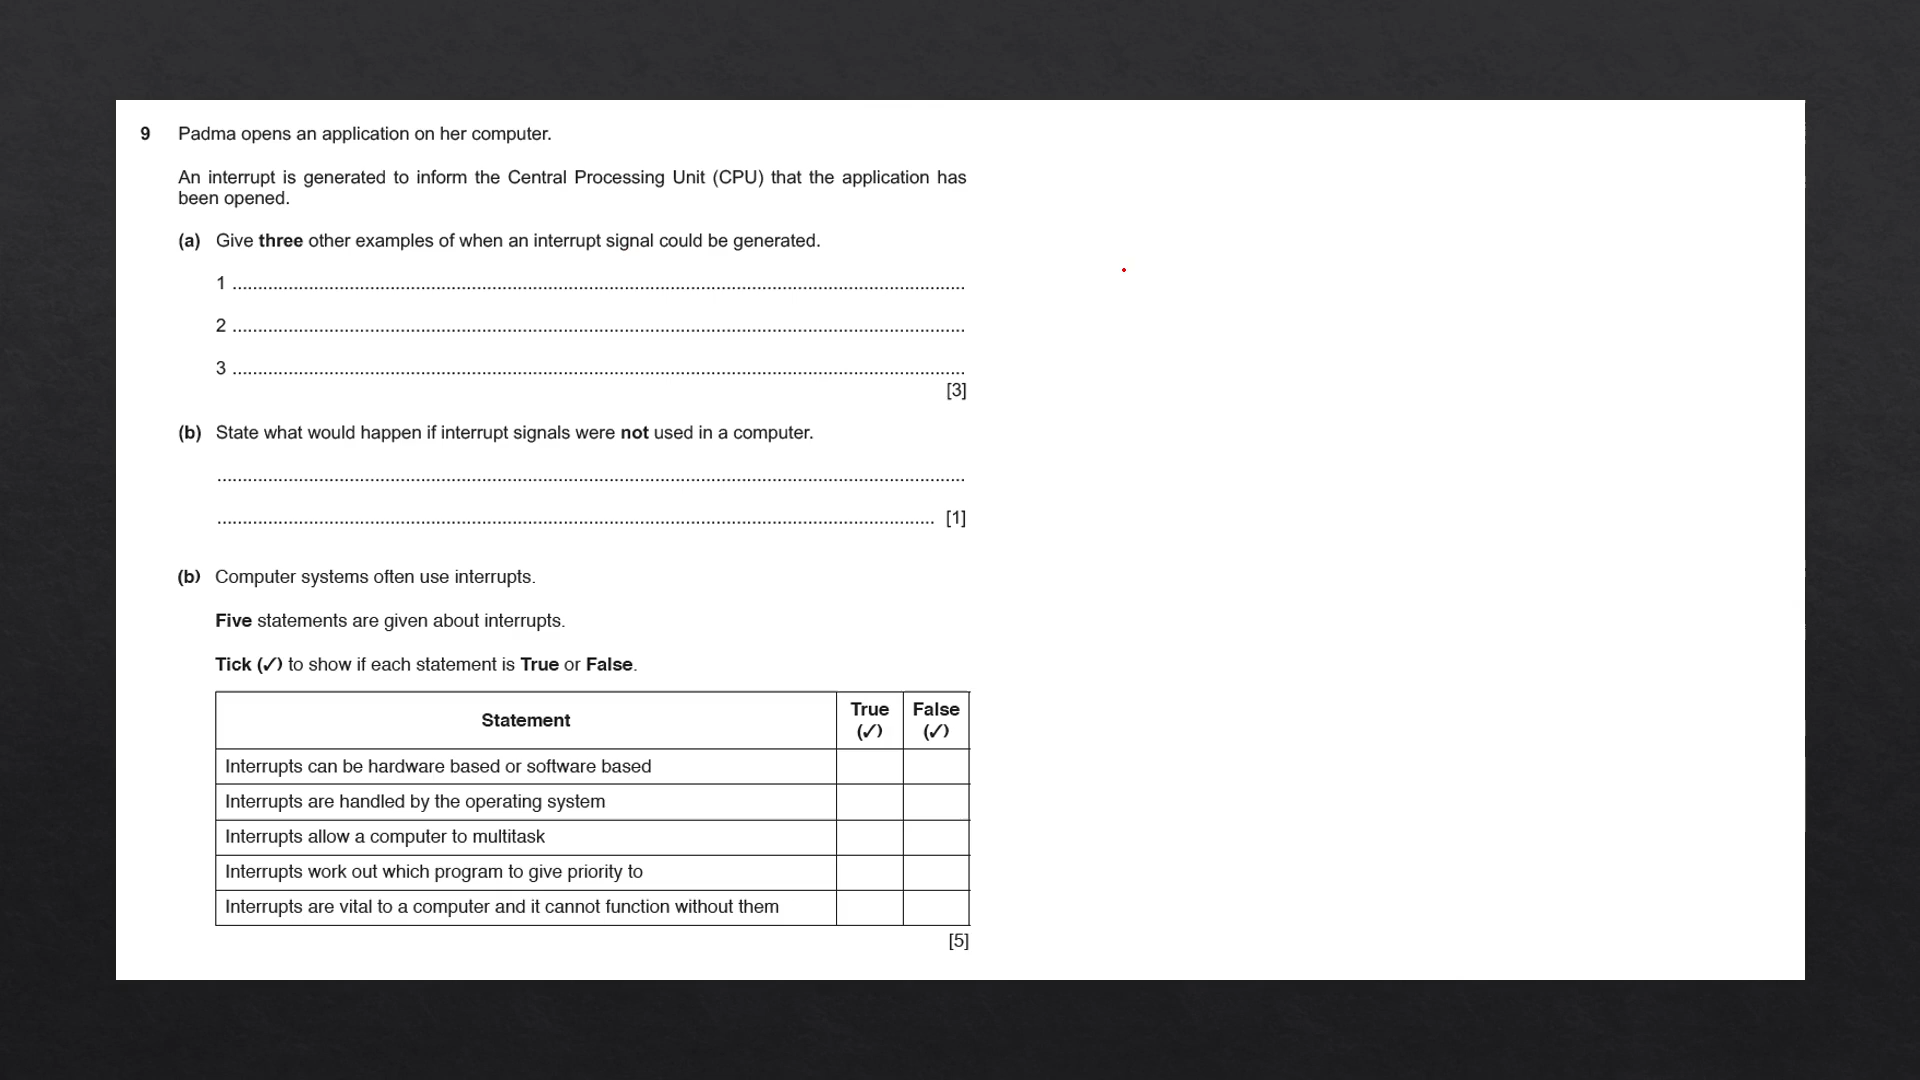 9 Padma opens an application on her computer.
An interrupt is generated to inform the Central Processing Unit (CPU) that the application has
been opened.
(a) Give three other examples of when an interrupt signal could be generated.
1 ..........................................................................................
2 ..........................................................................................
3 ..........................................................................................
[3]
(b) State what would happen if interrupt signals were not used in a computer.
..........................................................................................
.......................................................................................... [1]
(b) Computer systems often use interrupts.
Five statements are given about interrupts.
Tick (✓) to show if each statement is True or False.
Statement True (✓) False (✓)
Interrupts can be hardware based or software based
Interrupts are handled by the operating system
Interrupts allow a computer to multitask
Interrupts work out which program to give priority to
Interrupts are vital to a computer and it cannot function without them
[5]